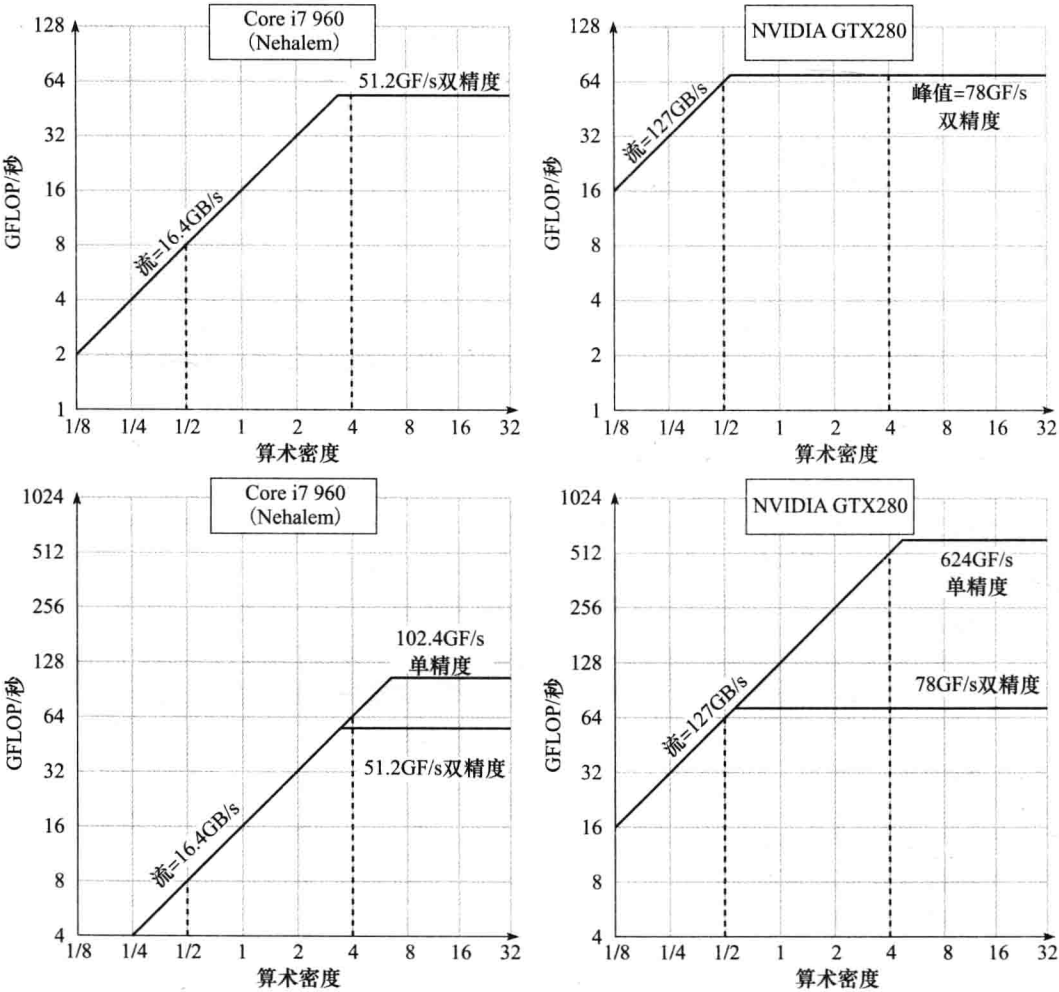 Core i7 960
（Nehalem）
128
64
32
16
8
4
2
1
GFLOP/秒
51.2GF/s双精度
流=16.4GB/s
1/8 1/4 1/2 1 2 4 8 16 32
算术密度
NVIDIA GTX280
128
64
32
16
8
4
2
1
GFLOP/秒
流=127GB/s
峰值=78GF/s
双精度
1/8 1/4 1/2 1 2 4 8 16 32
算术密度
Core i7 960
（Nehalem）
1024
512
256
128
64
32
16
8
4
GFLOP/秒
102.4GF/s
单精度
51.2GF/s双精度
流=16.4GB/s
1/8 1/4 1/2 1 2 4 8 16 32
算术密度
NVIDIA GTX280
1024
512
256
128
64
32
16
8
4
GFLOP/秒
624GF/s
单精度
78GF/s双精度
流=127GB/s
1/8 1/4 1/2 1 2 4 8 16 32
算术密度